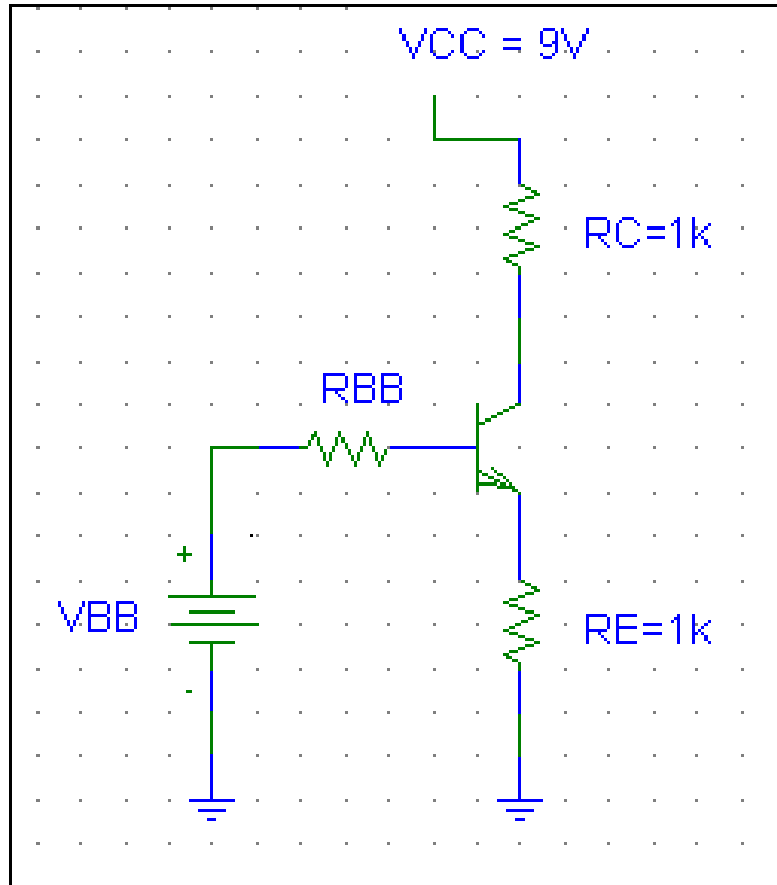 VCC = 9V
RC=1k
RBB
+
VBB
RE=1k
-